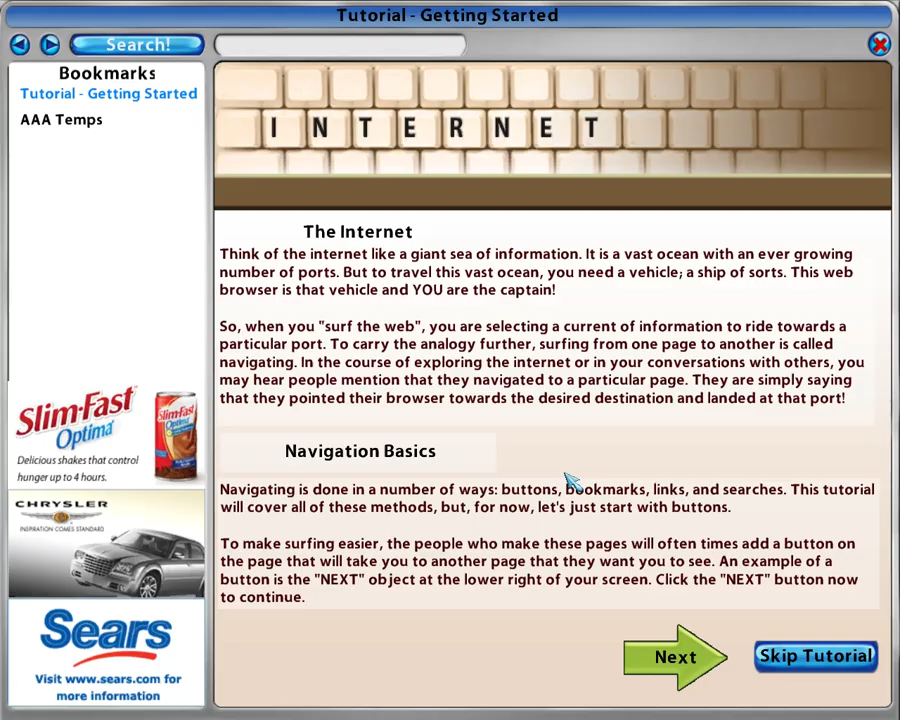 Tutorial - Getting Started
Search!
Bookmarks
Tutorial - Getting Started
AAA Temps
Slim-Fast
Optima
Delicious shakes that control
hunger up to 4 hours.
CHRYSLER
INSPIRATION COMES STANDARD
Sears
Visit www.sears.com for
more information
INTERNET
The Internet
Think of the internet like a giant sea of information. It is a vast ocean with an ever growing
number of ports. But to travel this vast ocean, you need a vehicle; a ship of sorts. This web
browser is that vehicle and YOU are the captain!
So, when you "surf the web", you are selecting a current of information to ride towards a
particular port. To carry the analogy further, surfing from one page to another is called
navigating. In the course of exploring the internet or in your conversations with others, you
may hear people mention that they navigated to a particular page. They are simply saying
that they pointed their browser towards the desired destination and landed at that port!
Navigation Basics
Navigating is done in a number of ways: buttons, bookmarks, links, and searches. This tutorial
will cover all of these methods, but, for now, let's just start with buttons.
To make surfing easier, the people who make these pages will often times add a button on
the page that will take you to another page that they want you to see. An example of a
button is the "NEXT" object at the lower right of your screen. Click the "NEXT" button now
to continue.
Next
Skip Tutorial